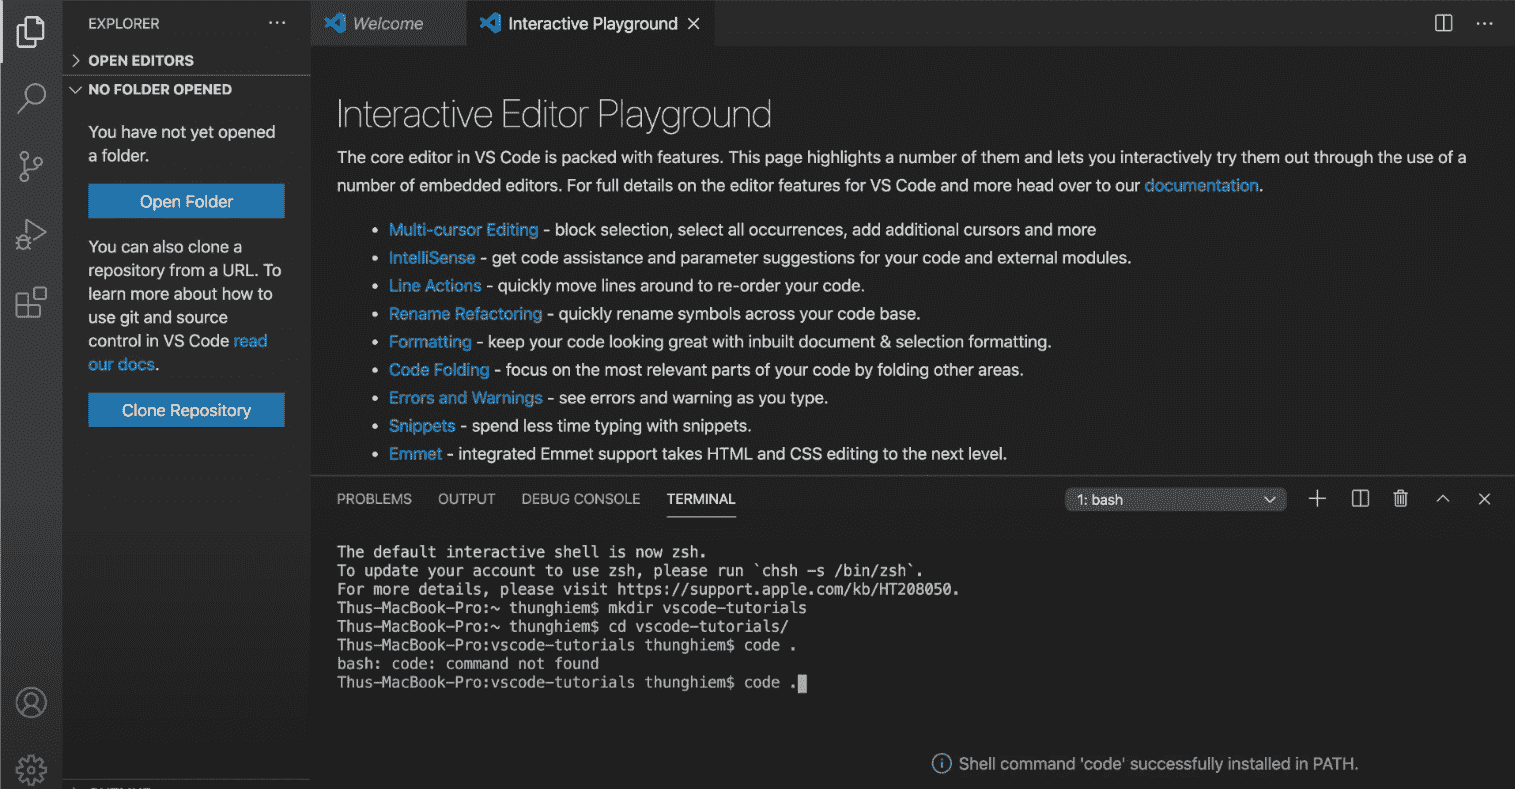 EXPLORER
OPEN EDITORS
NO FOLDER OPENED
You have not yet opened
a folder.
Open Folder
You can also clone a
repository from a URL. To
learn more about how to
use git and source
control in VS Code read
our docs.
Clone Repository
Welcome
Interactive Playground
Interactive Editor Playground
The core editor in VS Code is packed with features. This page highlights a number of them and lets you interactively try them out through the use of a
number of embedded editors. For full details on the editor features for VS Code and more head over to our documentation.
• Multi-cursor Editing - block selection, select all occurrences, add additional cursors and more
• IntelliSense - get code assistance and parameter suggestions for your code and external modules.
• Line Actions - quickly move lines around to re-order your code.
• Rename Refactoring - quickly rename symbols across your code base.
• Formatting - keep your code looking great with inbuilt document & selection formatting.
• Code Folding - focus on the most relevant parts of your code by folding other areas.
• Errors and Warnings - see errors and warning as you type.
• Snippets - spend less time typing with snippets.
• Emmet - integrated Emmet support takes HTML and CSS editing to the next level.
PROBLEMS OUTPUT DEBUG CONSOLE TERMINAL 1: bash
The default interactive shell is now zsh.
To update your account to use zsh, please run `chsh -s /bin/zsh`.
For more details, please visit https://support.apple.com/kb/HT208050.
Thus-MacBook-Pro:~ thunghiem$ mkdir vscode-tutorials
Thus-MacBook-Pro:~ thunghiem$ cd vscode-tutorials/
Thus-MacBook-Pro:vscode-tutorials thunghiem$ code .
bash: code: command not found
Thus-MacBook-Pro:vscode-tutorials thunghiem$ code .
Shell command 'code' successfully installed in PATH.